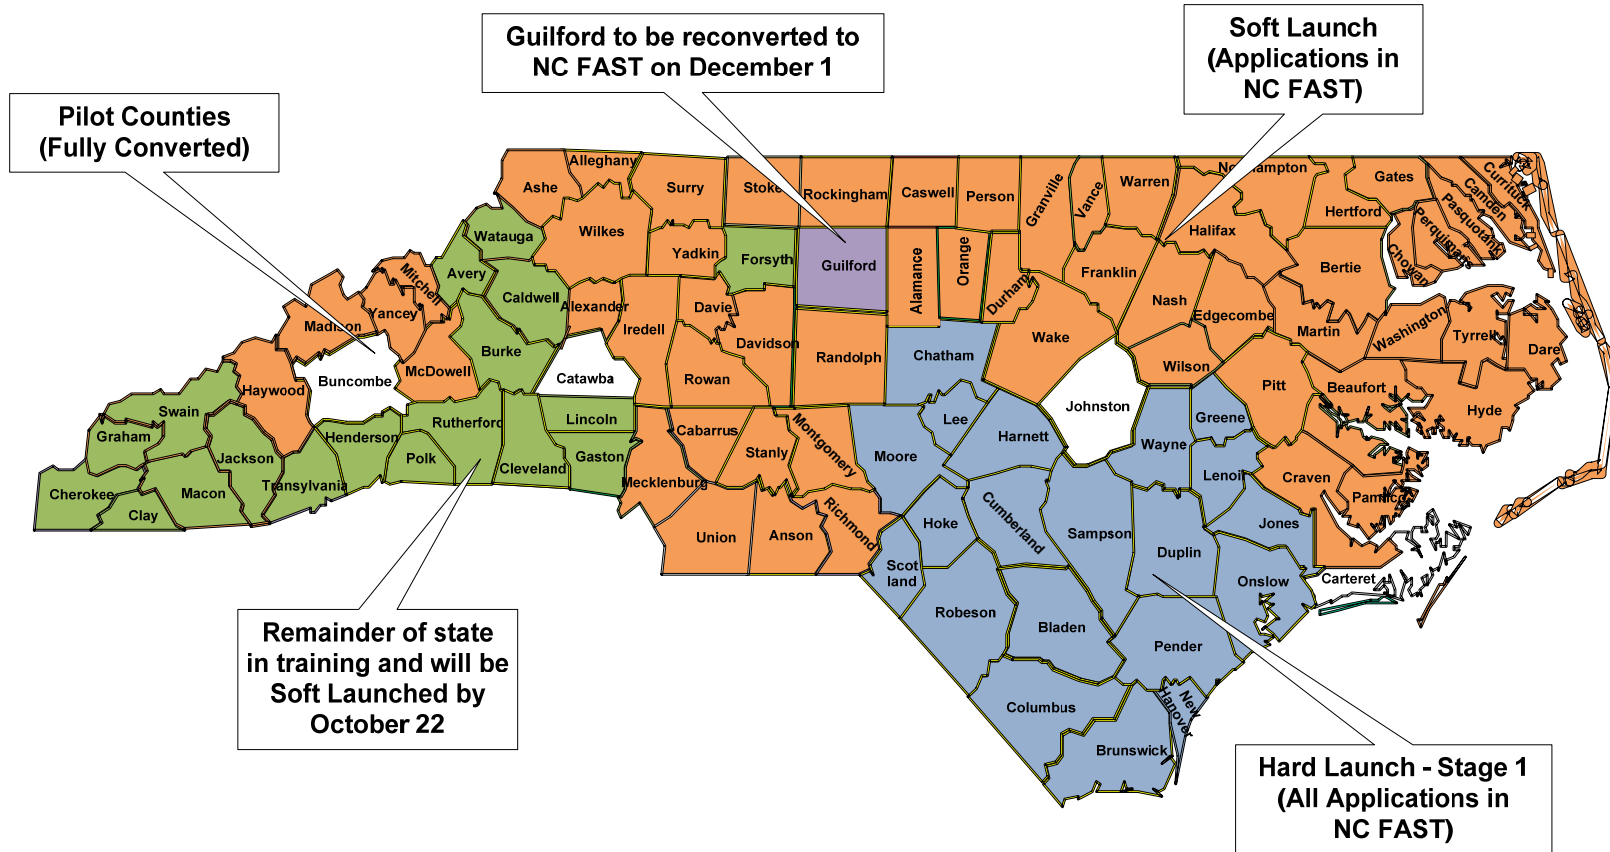 Guilford to be reconverted to
NC FAST on December 1
Soft Launch
(Applications in
NC FAST)
Pilot Counties
(Fully Converted)
Alleghany
Ashe
Surry
Stokes
Rockingham
Caswell
Person
Granville
Vance
Warren
Northampton
Gates
Currituck
Camden
Pasquotank
Perquimans
Chowan
Hertford
Halifax
Watauga
Wilkes
Yadkin
Forsyth
Guilford
Alamance
Orange
Durham
Franklin
Bertie
Avery
Mitchell
Caldwell
Alexander
Iredell
Davie
Nash
Edgecombe
Martin
Washington
Tyrrell
Dare
Madison
Yancey
Burke
Davidson
Randolph
Chatham
Wake
Wilson
Pitt
Beaufort
Hyde
Haywood
Buncombe
McDowell
Catawba
Rowan
Johnston
Greene
Wayne
Swain
Graham
Jackson
Henderson
Rutherford
Polk
Lincoln
Cleveland
Gaston
Cabarrus
Stanly
Montgomery
Moore
Lee
Harnett
Lenoir
Craven
Pamlico
Cherokee
Clay
Macon
Transylvania
Mecklenburg
Union
Anson
Richmond
Hoke
Cumberland
Sampson
Duplin
Jones
Scot
land
Robeson
Bladen
Onslow
Carteret
Pender
Columbus
New
Hanover
Brunswick
Remainder of state
in training and will be
Soft Launched by
October 22
Hard Launch - Stage 1
(All Applications in
NC FAST)